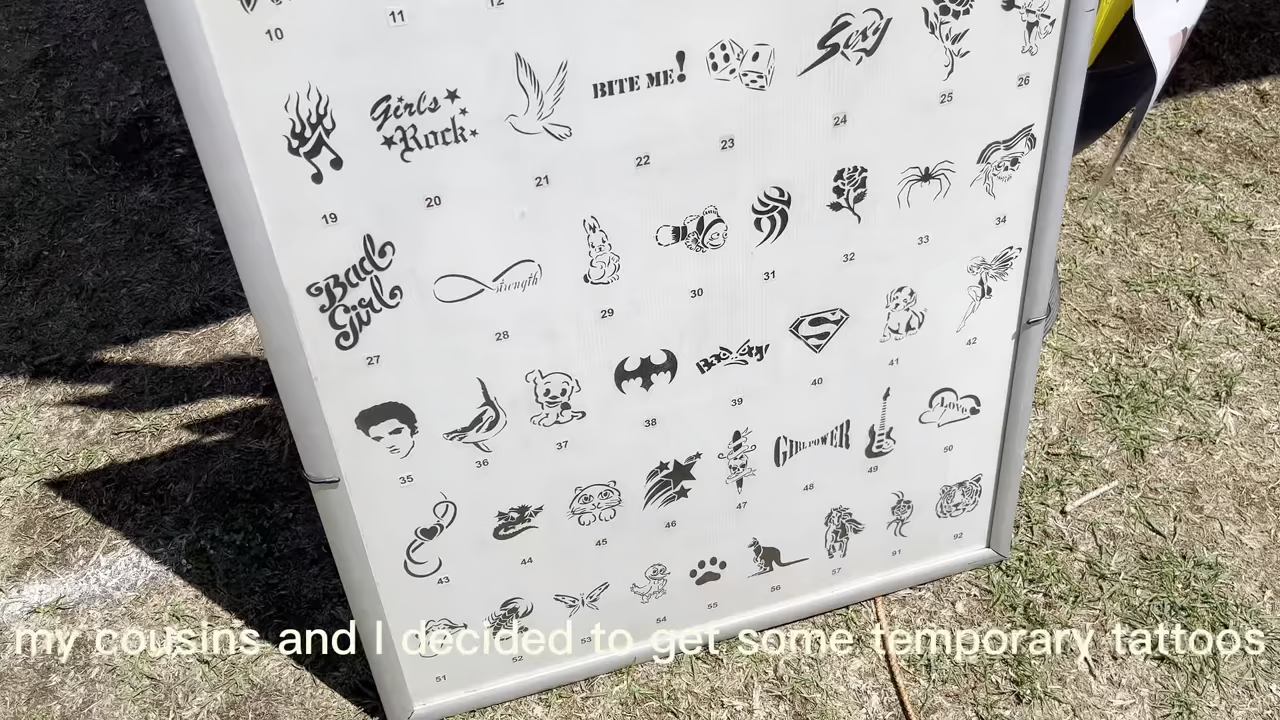 10 11 12
BITE ME! Sexy
Girls
Rock
19 20 21 22 23 24 25 26
Bad
Girl
strength
27 28 29 30 31 32 33 34
Bad Boy
S
35 36 37 38 39 40 41 42
GIRLPOWER
Love
43 44 45 46 47 48 49 50
51 52 53 54 55 56 57 91 92
my cousins and I decided to get some temporary tattoos